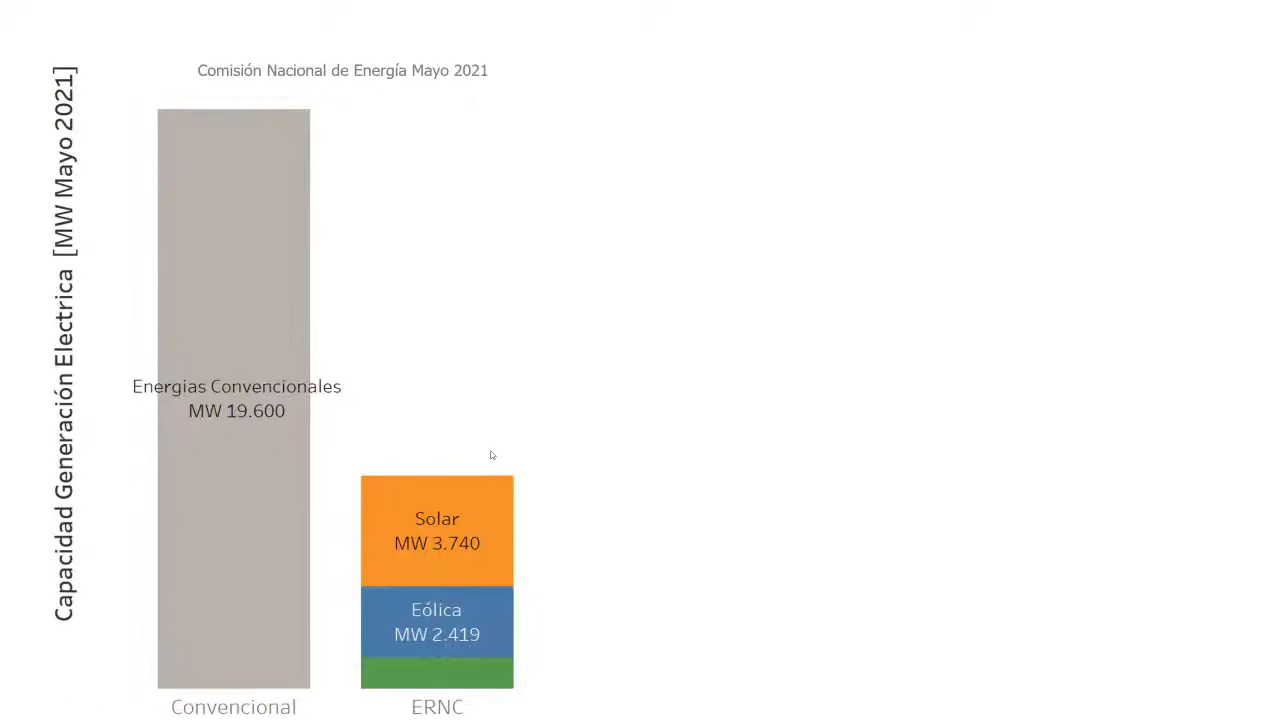 Comisión Nacional de Energía Mayo 2021
Capacidad Generación Electrica [MW Mayo 2021]
Energias Convencionales
MW 19.600
Solar
MW 3.740
Eólica
MW 2.419
Convencional
ERNC